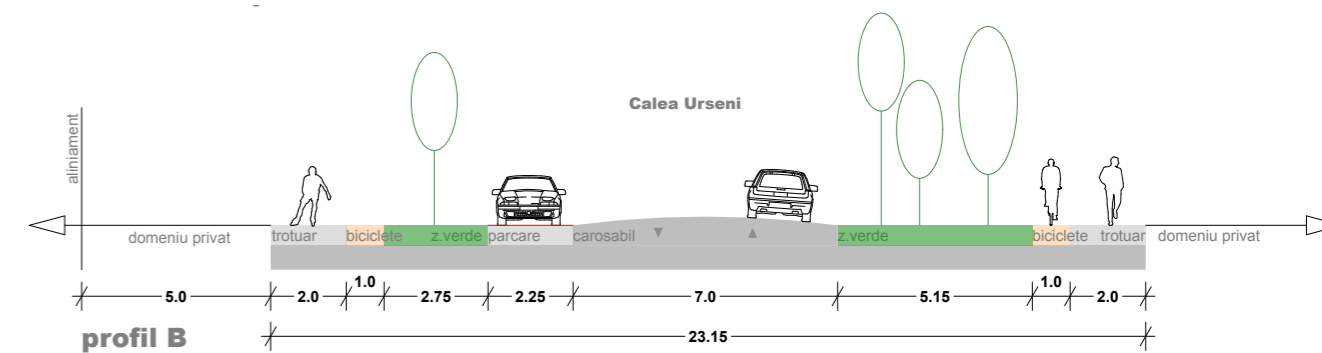 Calea Urseni
aliniament
domeniu privat
trotuar
biciclete
z.verde
parcare
carosabil
z.verde
biciclete
trotuar
domeniu privat
5.0
2.0
1.0
2.75
2.25
7.0
5.15
1.0
2.0
profil B
23.15